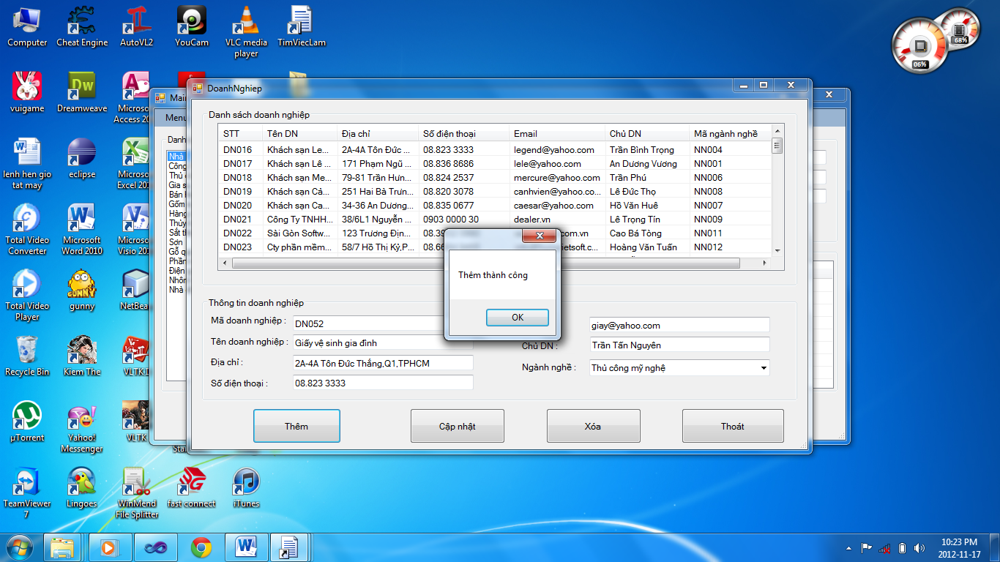 Computer
Cheat Engine
AutoVL2
YouCam
VLC media player
TimViecLam
68%
06%
vuigame
Dreamweave
Microso
Access 20
lenh hen gio tat may
eclipse
Microso
Excel 20
Total Video Converter
Microsoft Word 2010
Microso
Visio 20
Total Video Player
gunny
NetBea
Recycle Bin
Kiem The
VLTK-I
µTorrent
Yahoo! Messenger
VLTK
Sta
TeamViewer 7
Lingoes
WinMend File Splitter
fast connect
iTunes
Main
Menu
Danh
Nhà
Công
Thủ
Gia s
Bán
Gốm
Hàng
Thủy
Sắt th
Sơn
Gỗ
Phần
Điện
Nhôm
Nhà
DoanhNghiep
Danh sách doanh nghiệp
STT Tên DN Địa chỉ Số điện thoại Email Chủ DN Mã ngành nghề
DN016 Khách sạn Le... 2A-4A Tôn Đức ... 08.823 3333 legend@yahoo.com Trần Bình Trọng NN004
DN017 Khách sạn Lê ... 171 Phạm Ngũ ... 08.836 8686 lele@yahoo.com An Dương Vương NN001
DN018 Khách sạn Me... 79-81 Trần Hưn... 08.824 2537 mercure@yahoo.com Trần Phú NN006
DN019 Khách sạn Câ... 251 Hai Bà Trưn... 08.820 3078 canhvien@yahoo.co... Lê Đức Thọ NN008
DN020 Khách sạn Ca... 34-36 An Dương... 08.835 0677 caesar@yahoo.com Hồ Văn Huê NN007
DN021 Công Ty TNHH... 38/6L1 Nguyễn ... 0903 0000 30 dealer.vn Lê Trọng Tín NN009
DN022 Sài Gòn Softw... 123 Trương Địn... 08.39 com.vn Cao Bá Tòng NN011
DN023 Cty phần mềm... 58/7 Hồ Thị Kỷ,P... 08.66 ietsoft.c... Hoàng Văn Tuấn NN012
Thêm thành công
OK
Thông tin doanh nghiệp
Mã doanh nghiệp : DN052
giay@yahoo.com
Tên doanh nghiệp : Giấy vệ sinh gia đình
Chủ DN : Trần Tấn Nguyên
Địa chỉ : 2A-4A Tôn Đức Thắng,Q1,TPHCM
Ngành nghề : Thủ công mỹ nghệ
Số điện thoại : 08.823 3333
Thêm Cập nhật Xóa Thoát
10:23 PM
2012-11-17